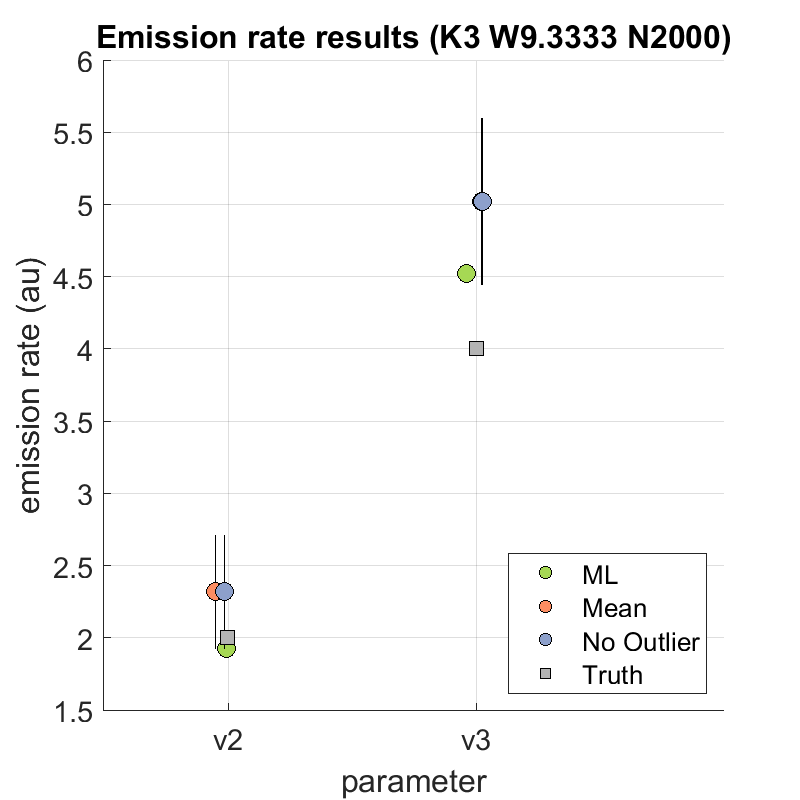 Emission rate results (K3 W9.3333 N2000)
6
5.5
5
4.5
4
3.5
3
2.5
2
1.5
emission rate (au)
ML
Mean
No Outlier
Truth
v2 v3
parameter